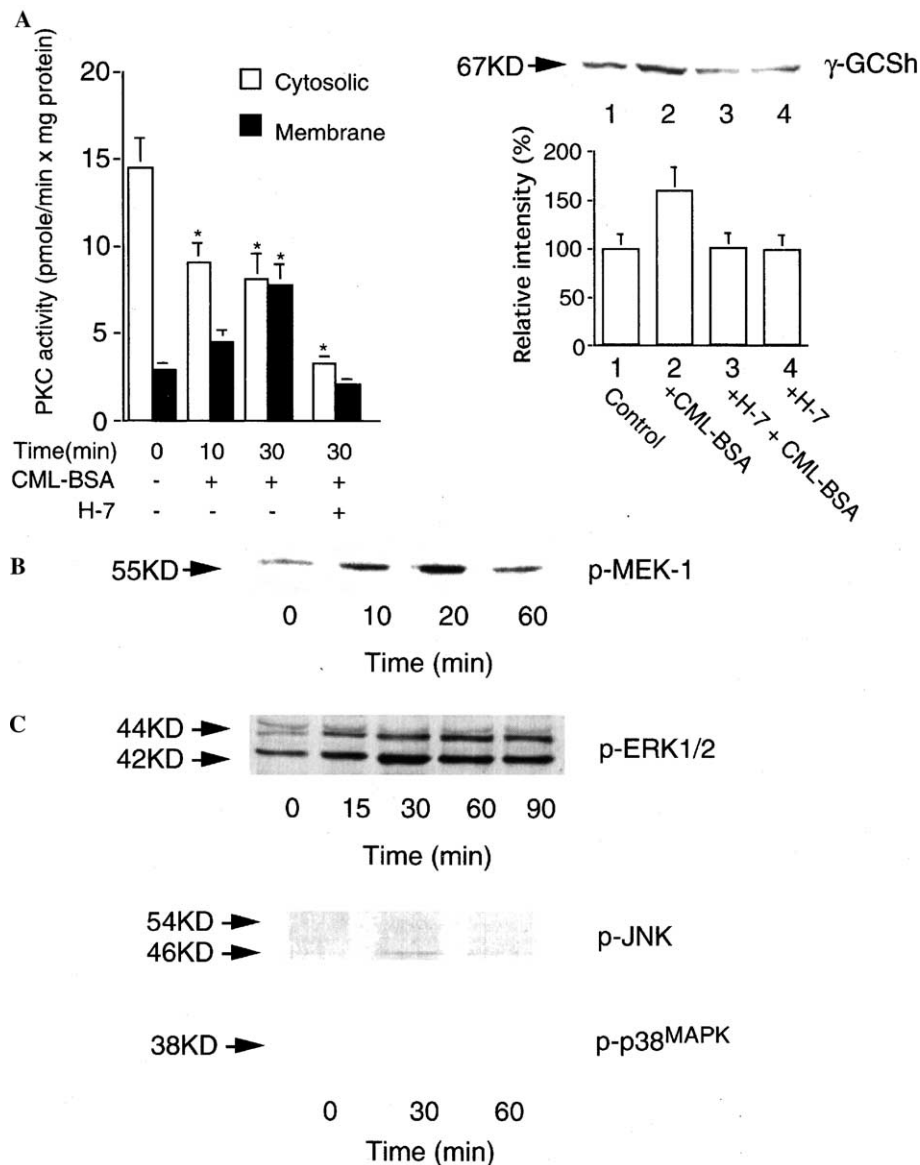 A
PKC activity (pmole/min x mg protein)
20
15
10
5
0
Cytosolic
Membrane
*
* *
*
Time(min) 0 10 30 30
CML-BSA - + + +
H-7 - - - +
67KD γ-GCSh
1 2 3 4
Relative intensity (%)
200
150
100
50
0
1 2 3 4
Control
+CML-BSA
+H-7 + CML-BSA
+H-7
B
55KD p-MEK-1
0 10 20 60
Time (min)
C
44KD
42KD
p-ERK1/2
0 15 30 60 90
Time (min)
54KD
46KD
p-JNK
38KD p-p38MAPK
0 30 60
Time (min)